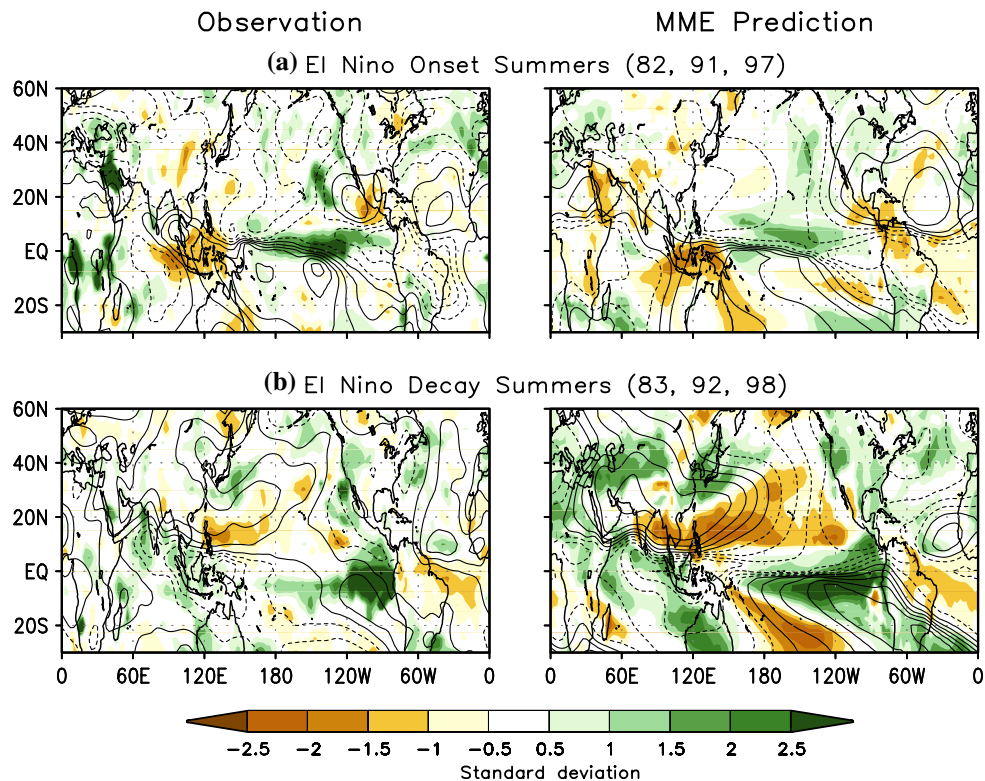 Observation MME Prediction
(a) El Nino Onset Summers (82, 91, 97)
60N
40N
20N
EQ
20S
(b) El Nino Decay Summers (83, 92, 98)
60N
40N
20N
EQ
20S
0 60E 120E 180 120W 60W 0 0 60E 120E 180 120W 60W 0
-2.5 -2 -1.5 -1 -0.5 0.5 1 1.5 2 2.5
Standard deviation